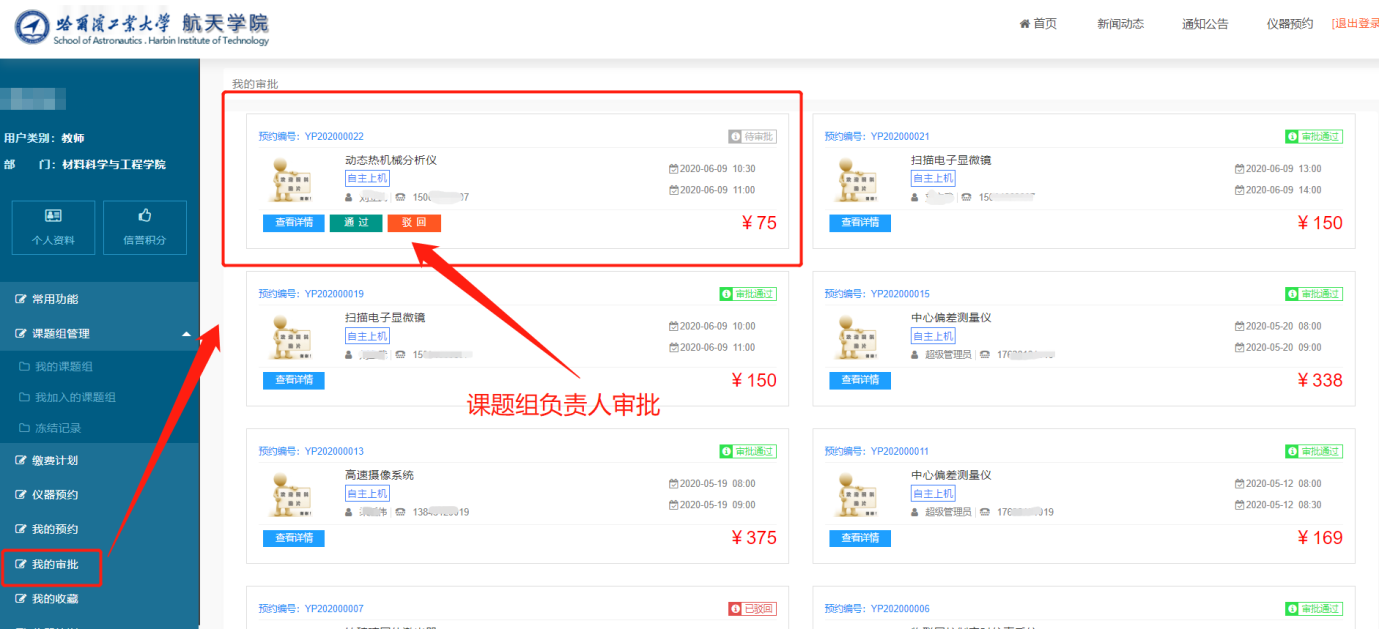 哈尔滨工业大学 航天学院
School of Astronautics . Harbin Institute of Technology
首页 新闻动态 通知公告 仪器预约 [退出登录
用户类别：教师
部 门：材料科学与工程学院
个人资料 信普积分
常用功能
课题组管理
我的课题组
我加入的课题组
冻结记录
缴费计划
仪器预约
我的预约
我的审批
我的收藏
我的审批
预约编号：YP202000022 待审批
动态热机械分析仪
自主上机
2020-06-09 10:30
2020-06-09 11:00
查看详情 通 过 驳 回 ¥ 75
预约编号：YP202000021 审批通过
扫描电子显微镜
自主上机
2020-06-09 13:00
2020-06-09 14:00
查看详情 ¥ 150
预约编号：YP202000019 审批通过
扫描电子显微镜
自主上机
2020-06-09 10:00
2020-06-09 11:00
查看详情 ¥ 150
预约编号：YP202000015 审批通过
中心偏差测量仪
自主上机
2020-05-20 08:00
2020-05-20 09:00
超级管理员
查看详情 ¥ 338
课题组负责人审批
预约编号：YP202000013 审批通过
高速摄像系统
自主上机
2020-05-19 08:00
2020-05-19 09:00
查看详情 ¥ 375
预约编号：YP202000011 审批通过
中心偏差测量仪
自主上机
2020-05-12 08:00
2020-05-12 08:30
超级管理员
查看详情 ¥ 169
预约编号：YP202000007 已驳回
预约编号：YP202000006 审批通过